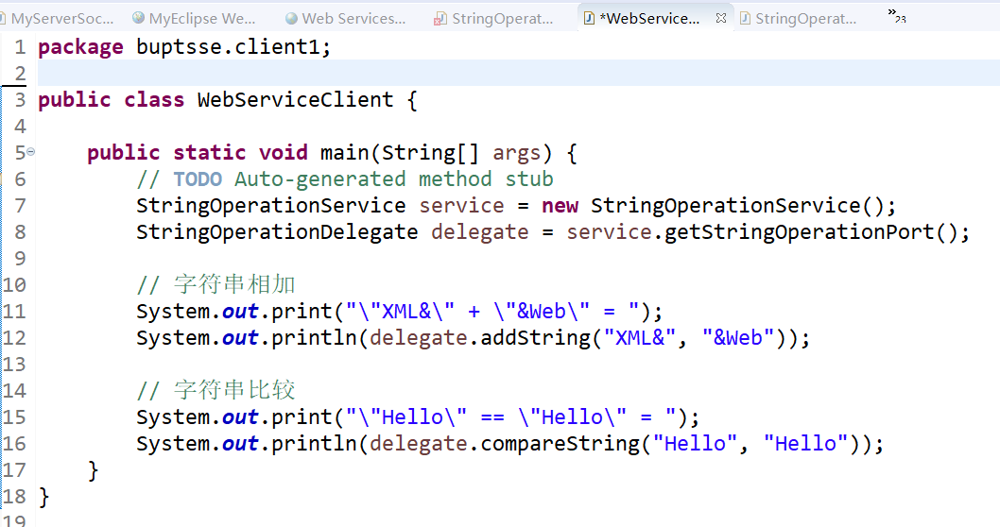 MyServerSoc... MyEclipse We... Web Services... StringOperat... *WebService... StringOperat... »23
1 package buptsse.client1;
2
3 public class WebServiceClient {
4
5 public static void main(String[] args) {
6 // TODO Auto-generated method stub
7 StringOperationService service = new StringOperationService();
8 StringOperationDelegate delegate = service.getStringOperationPort();
9
10 // 字符串相加
11 System.out.print("\"XML&\" + \"&Web\" = ");
12 System.out.println(delegate.addString("XML&", "&Web"));
13
14 // 字符串比较
15 System.out.print("\"Hello\" == \"Hello\" = ");
16 System.out.println(delegate.compareString("Hello", "Hello"));
17 }
18 }
19